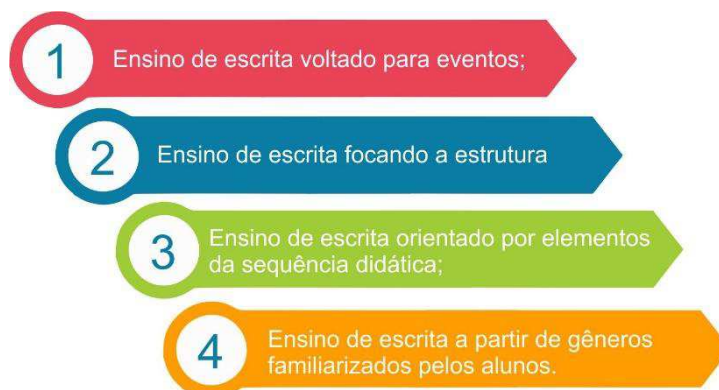 1
Ensino de escrita voltado para eventos;
2
Ensino de escrita focando a estrutura
3
Ensino de escrita orientado por elementos
da sequência didática;
4
Ensino de escrita a partir de gêneros
familiarizados pelos alunos.